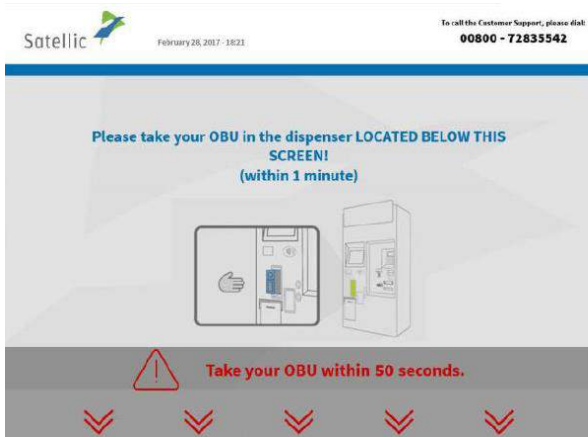 Satellic
February 28, 2017 - 18:21
To call the Customer Support, please dial:
00800 - 72835542
Please take your OBU in the dispenser LOCATED BELOW THIS
SCREEN!
(within 1 minute)
Take your OBU within 50 seconds.